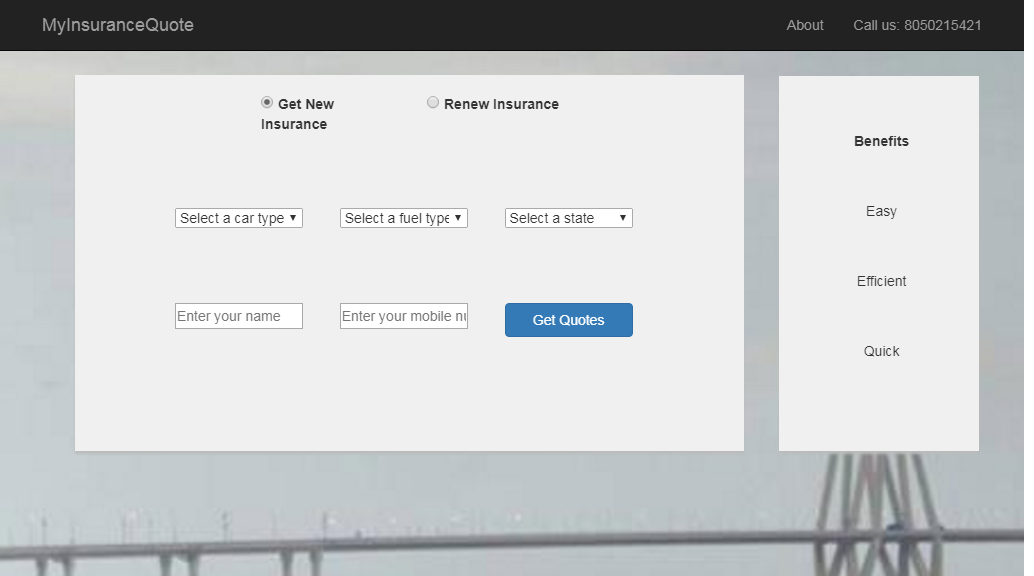 MyInsuranceQuote About Call us: 8050215421
Get New Insurance
Renew Insurance
Select a car type
Select a fuel type
Select a state
Enter your name
Enter your mobile nu
Get Quotes
Benefits
Easy
Efficient
Quick